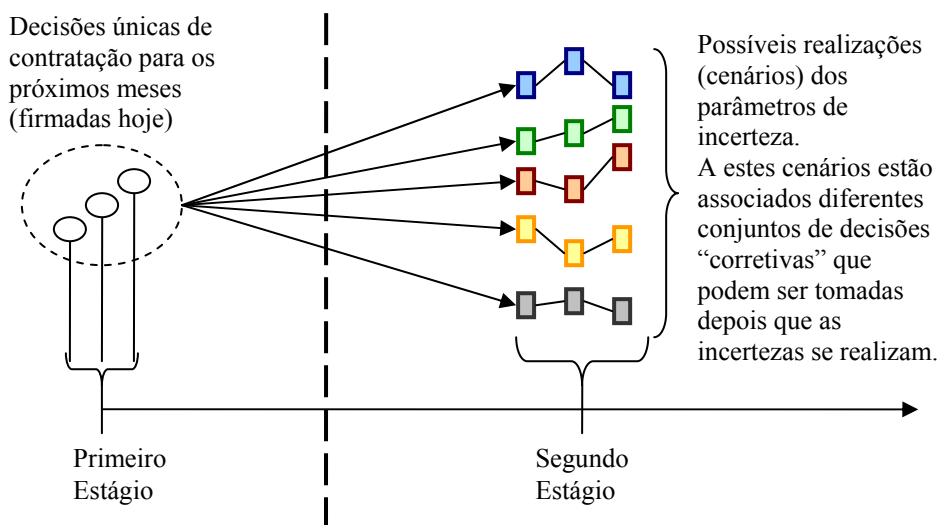 Decisões únicas de
contratação para os
próximos meses
(firmadas hoje)
Possíveis realizações
(cenários) dos
parâmetros de
incerteza.
A estes cenários estão
associados diferentes
conjuntos de decisões
“corretivas” que
podem ser tomadas
depois que as
incertezas se realizam.
Primeiro
Estágio
Segundo
Estágio